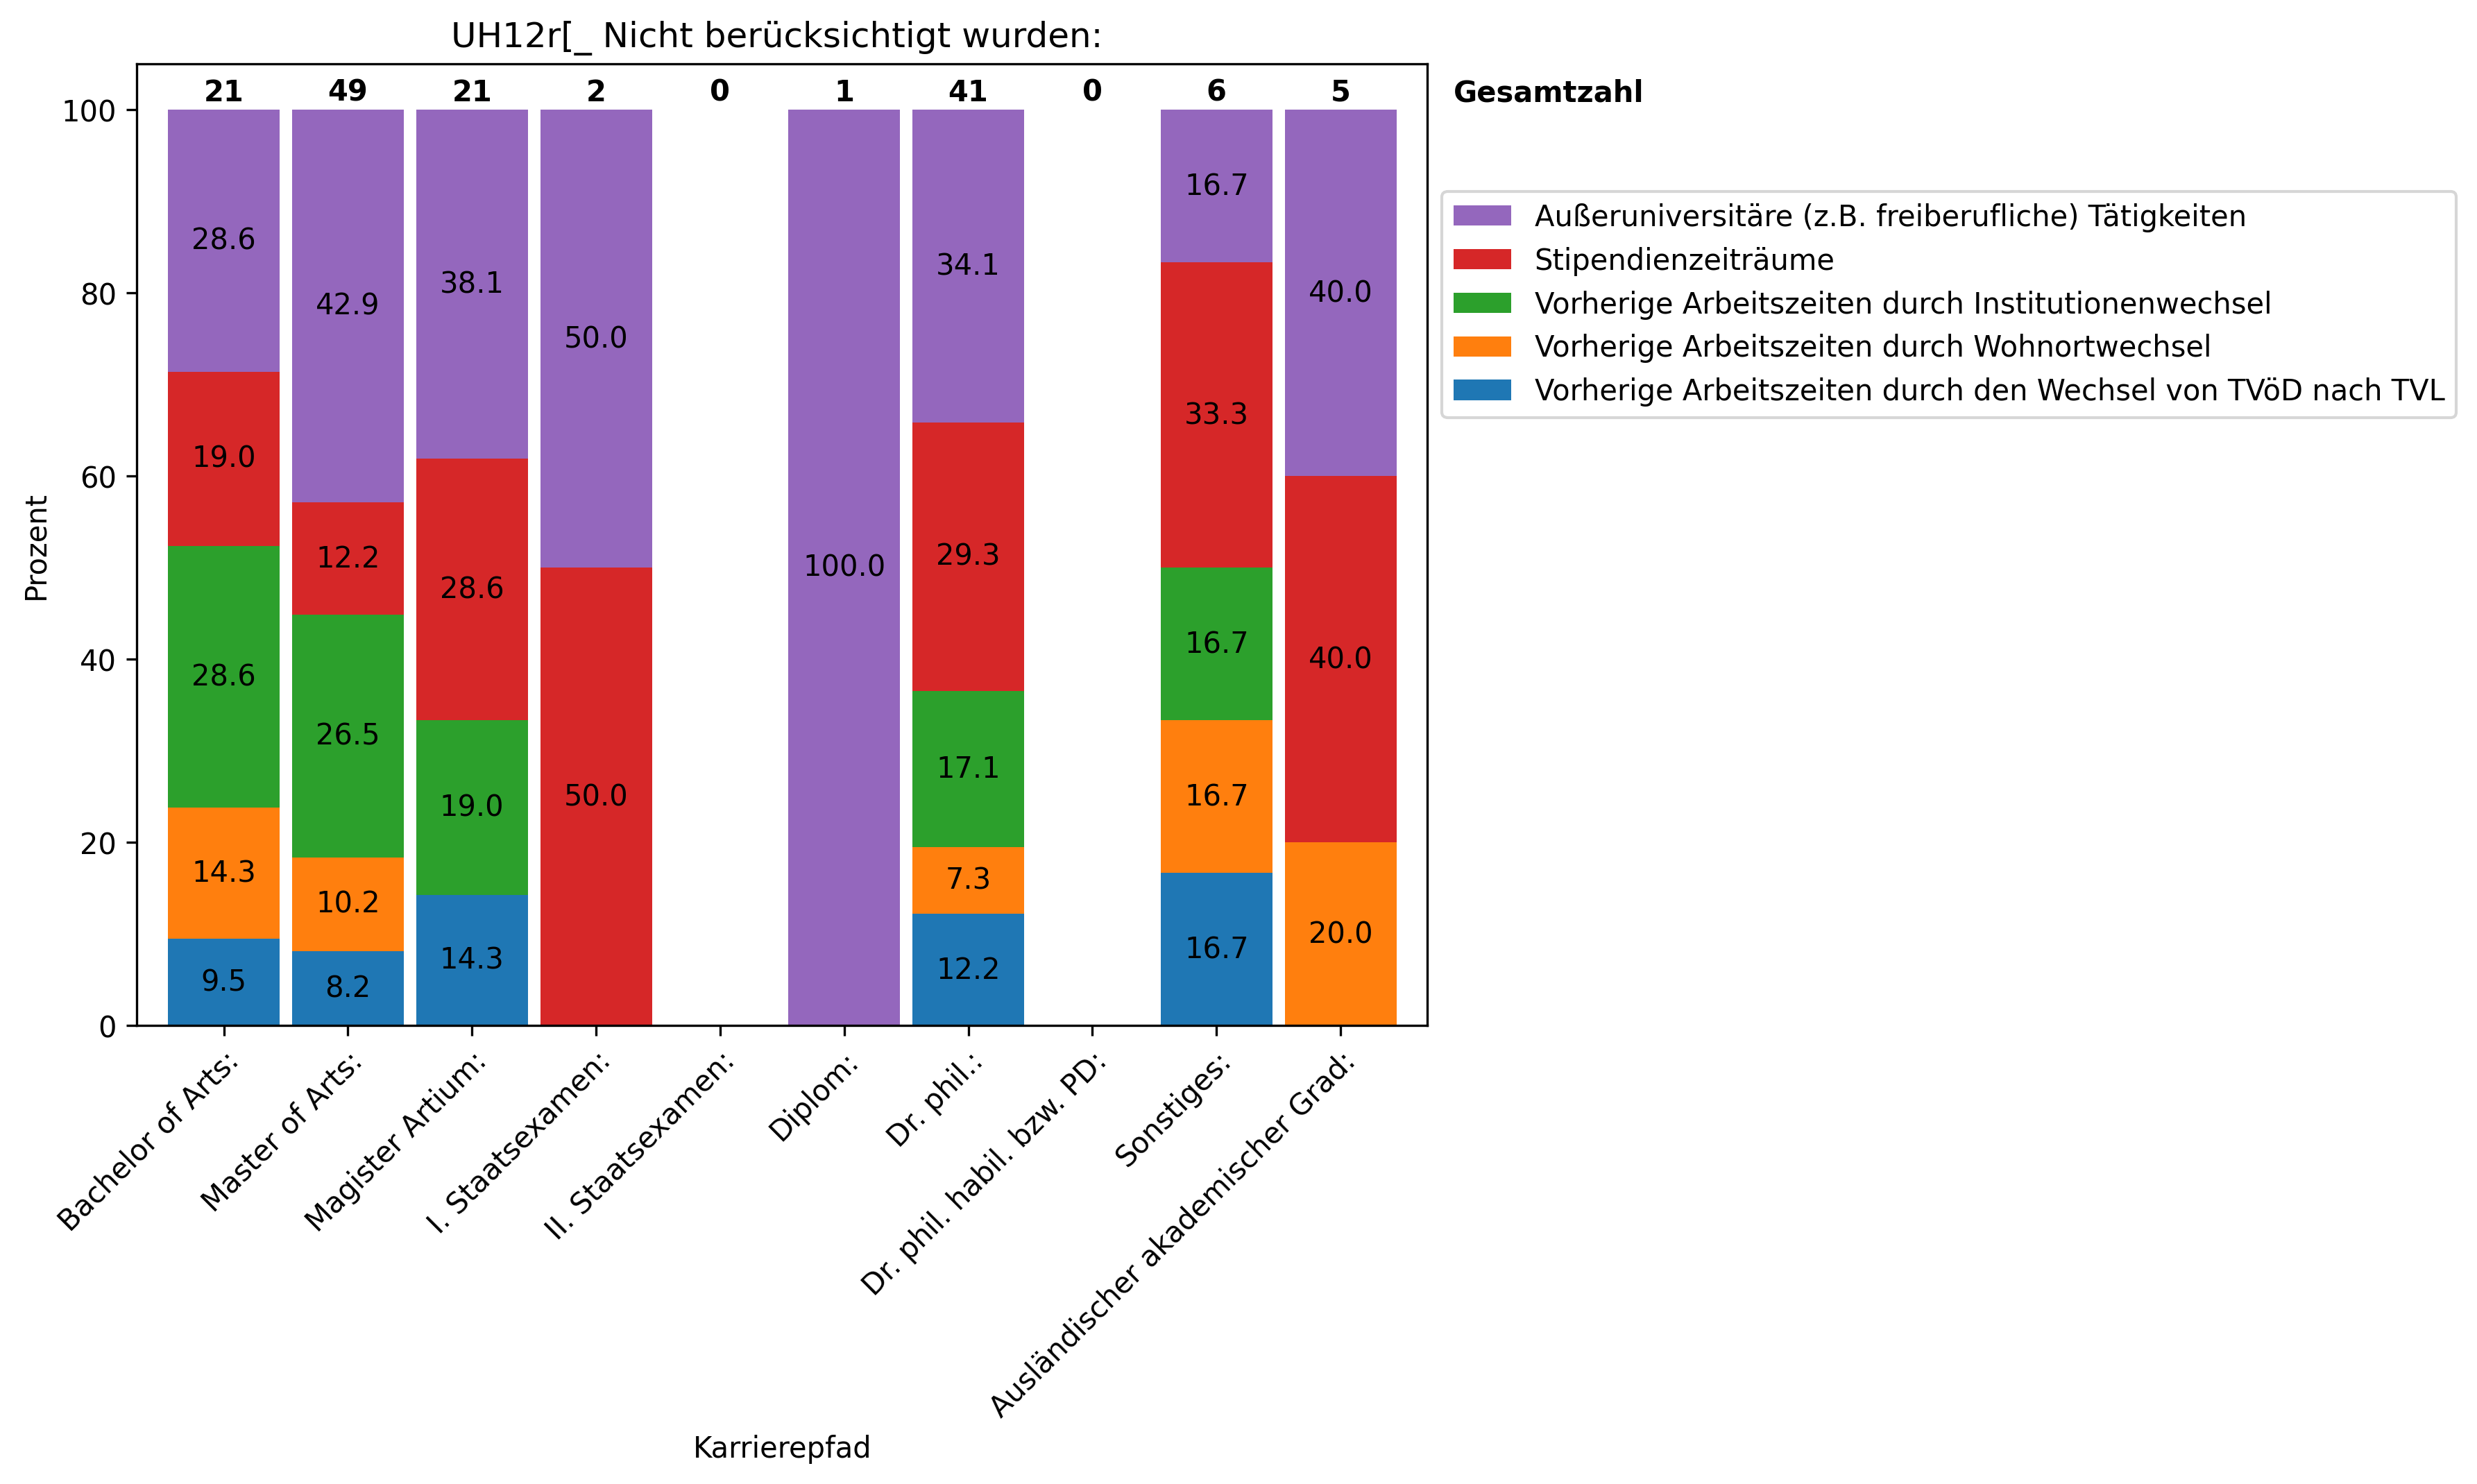 UH12r[_ Nicht berücksichtigt wurden:
21 49 21 2 0 1 41 0 6 5 Gesamtzahl
Außeruniversitäre (z.B. freiberufliche) Tätigkeiten
Stipendienzeiträume
Vorherige Arbeitszeiten durch Institutionenwechsel
Vorherige Arbeitszeiten durch Wohnortwechsel
Vorherige Arbeitszeiten durch den Wechsel von TVöD nach TVL
Prozent
100
80
60
40
20
0
28.6
19.0
28.6
14.3
9.5
42.9
12.2
26.5
10.2
8.2
38.1
28.6
19.0
14.3
50.0
50.0
100.0
34.1
29.3
17.1
7.3
12.2
16.7
33.3
16.7
16.7
16.7
40.0
40.0
20.0
Bachelor of Arts:
Master of Arts:
Magister Artium:
I. Staatsexamen:
II. Staatsexamen:
Diplom:
Dr. phil.:
Dr. phil. habil. bzw. PD:
Sonstiges:
Ausländischer akademischer Grad:
Karrierepfad